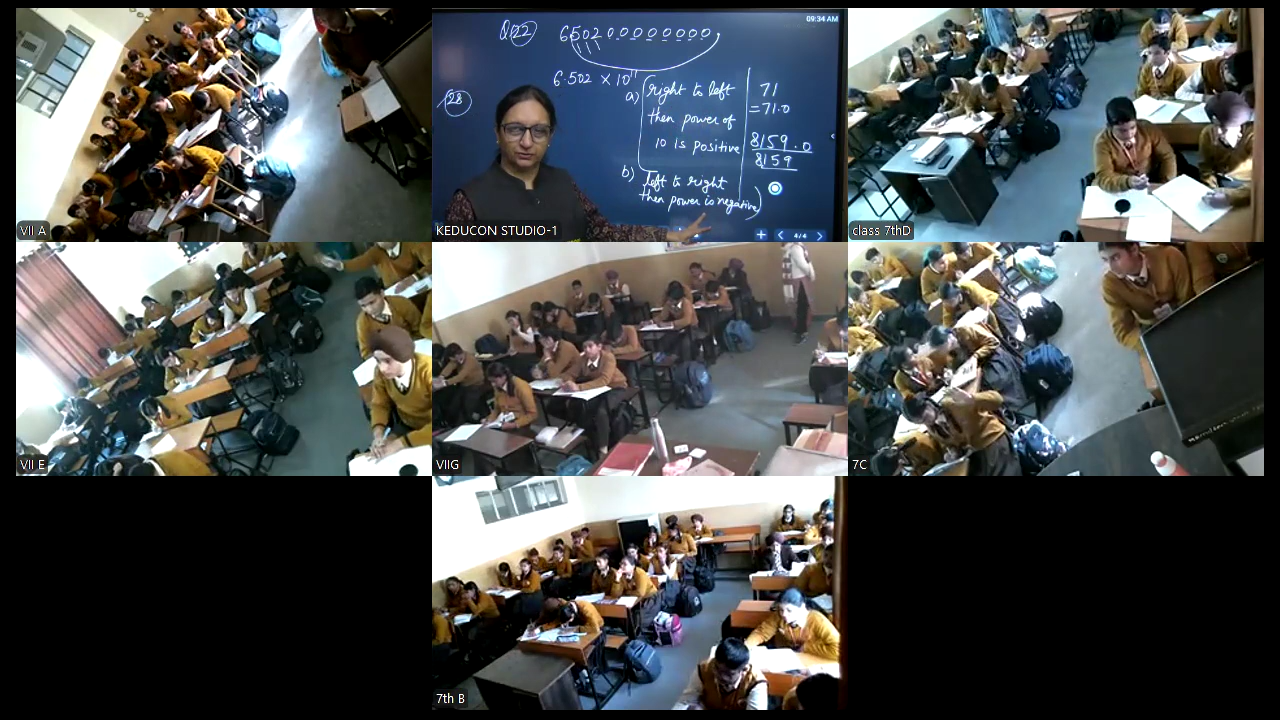 09:34 AM
Q22 650200000000
6.502 × 10¹¹
28
a) right to left
then power of
10 is positive
b) left to right
then power is negative)
71
=71.0
8159.0
8159
4/4
VII A
KEDUCON STUDIO-1
class 7thD
VII E
VIIG
7C
7th B